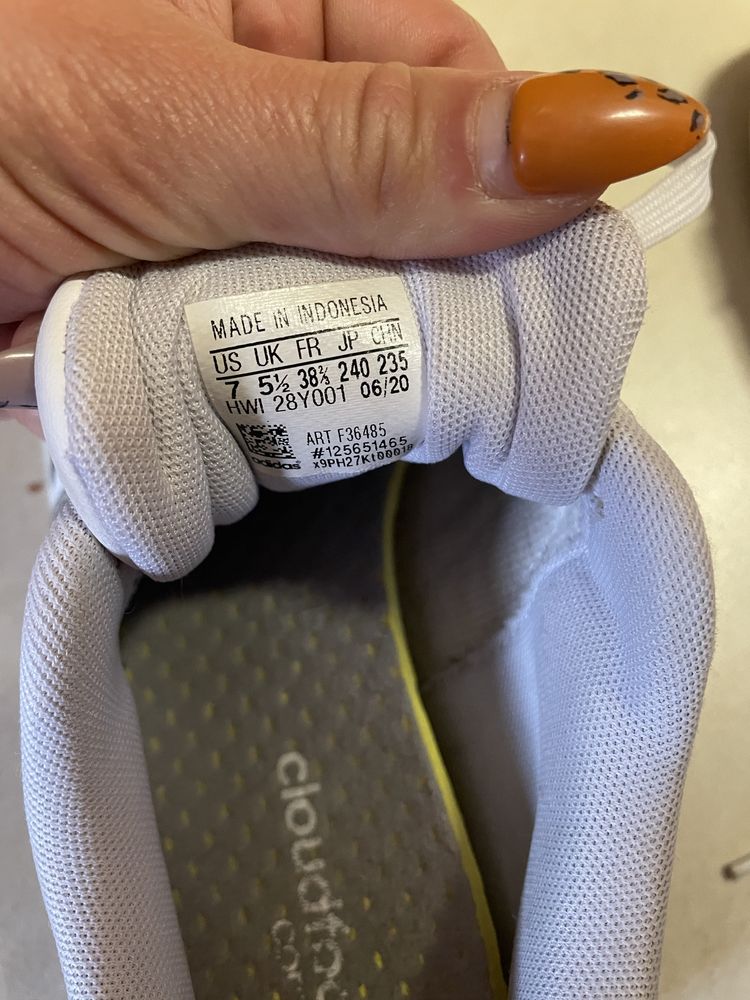 MADE IN INDONESIA
US UK FR JP CHN
7 5½ 38⅔ 240 235
HWI 28Y001 06/20
ART F36485
#125651465
adidas
cloudfoam